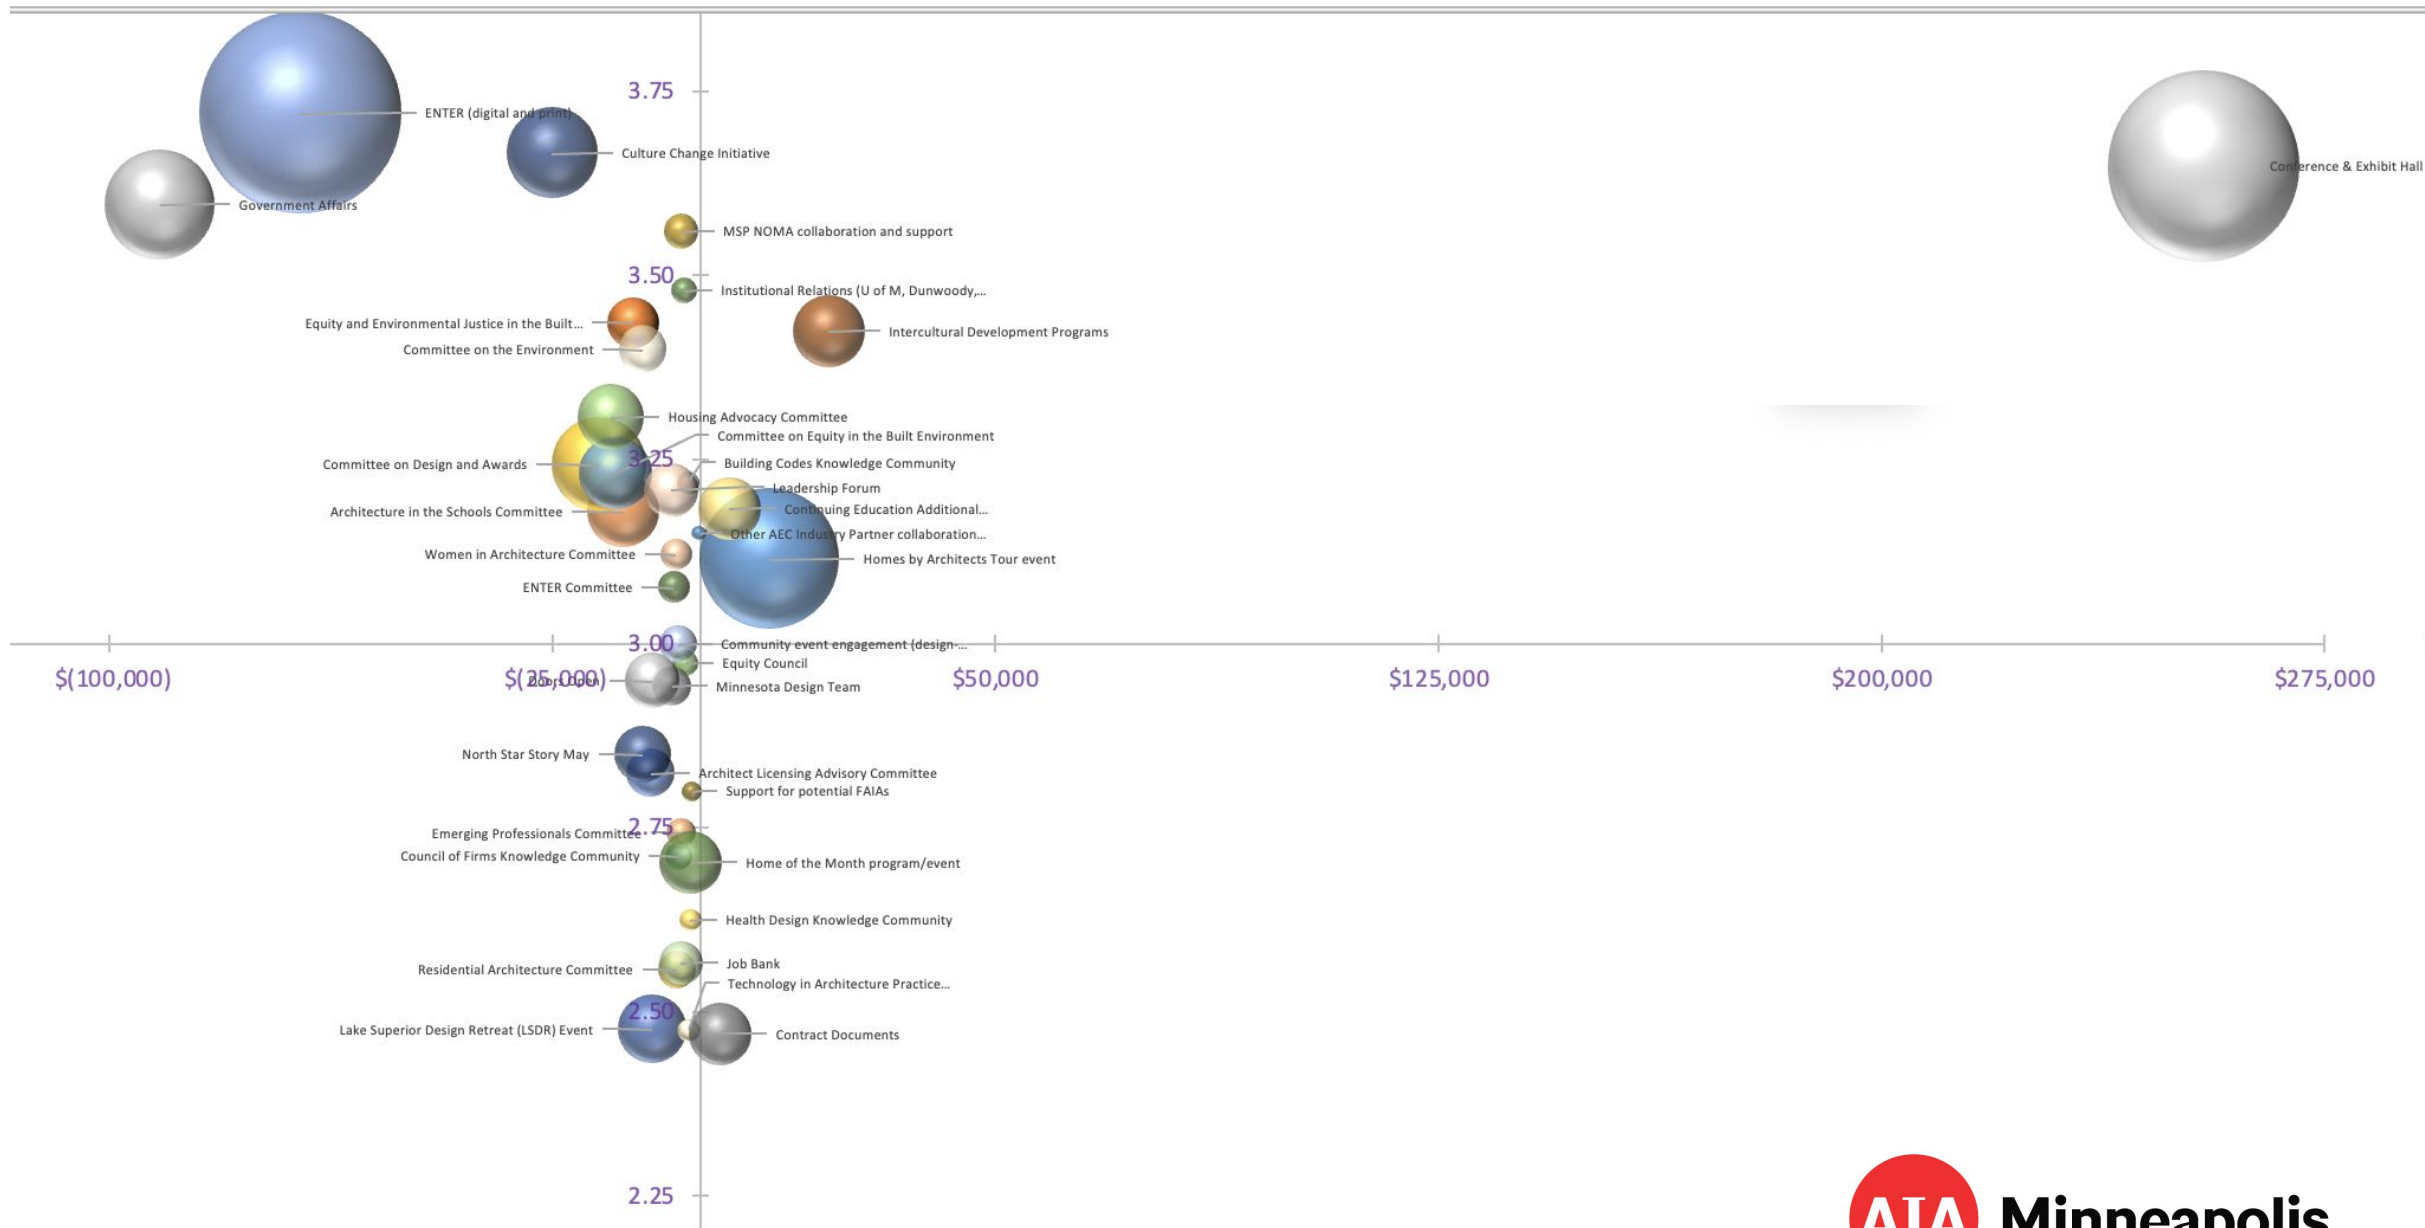 3.75
ENTER (digital and print)
Culture Change Initiative
Conference & Exhibit Hall
Government Affairs
MSP NOMA collaboration and support
3.50
Institutional Relations (U of M, Dunwoody,...
Equity and Environmental Justice in the Built...
Intercultural Development Programs
Committee on the Environment
Housing Advocacy Committee
Committee on Equity in the Built Environment
3.25
Committee on Design and Awards
Building Codes Knowledge Community
Leadership Forum
Continuing Education Additional...
Architecture in the Schools Committee
Other AEC Industry Partner collaboration...
Women in Architecture Committee
Homes by Architects Tour event
ENTER Committee
3.00
Community event engagement (design-...
Equity Council
$(100,000)
$(25,000)
Doors Open
Minnesota Design Team
$50,000
$125,000
$200,000
$275,000
North Star Story May
Architect Licensing Advisory Committee
Support for potential FAIAs
2.75
Emerging Professionals Committee
Council of Firms Knowledge Community
Home of the Month program/event
Health Design Knowledge Community
Job Bank
Residential Architecture Committee
Technology in Architecture Practice...
2.50
Lake Superior Design Retreat (LSDR) Event
Contract Documents
2.25
AIA Minneapolis